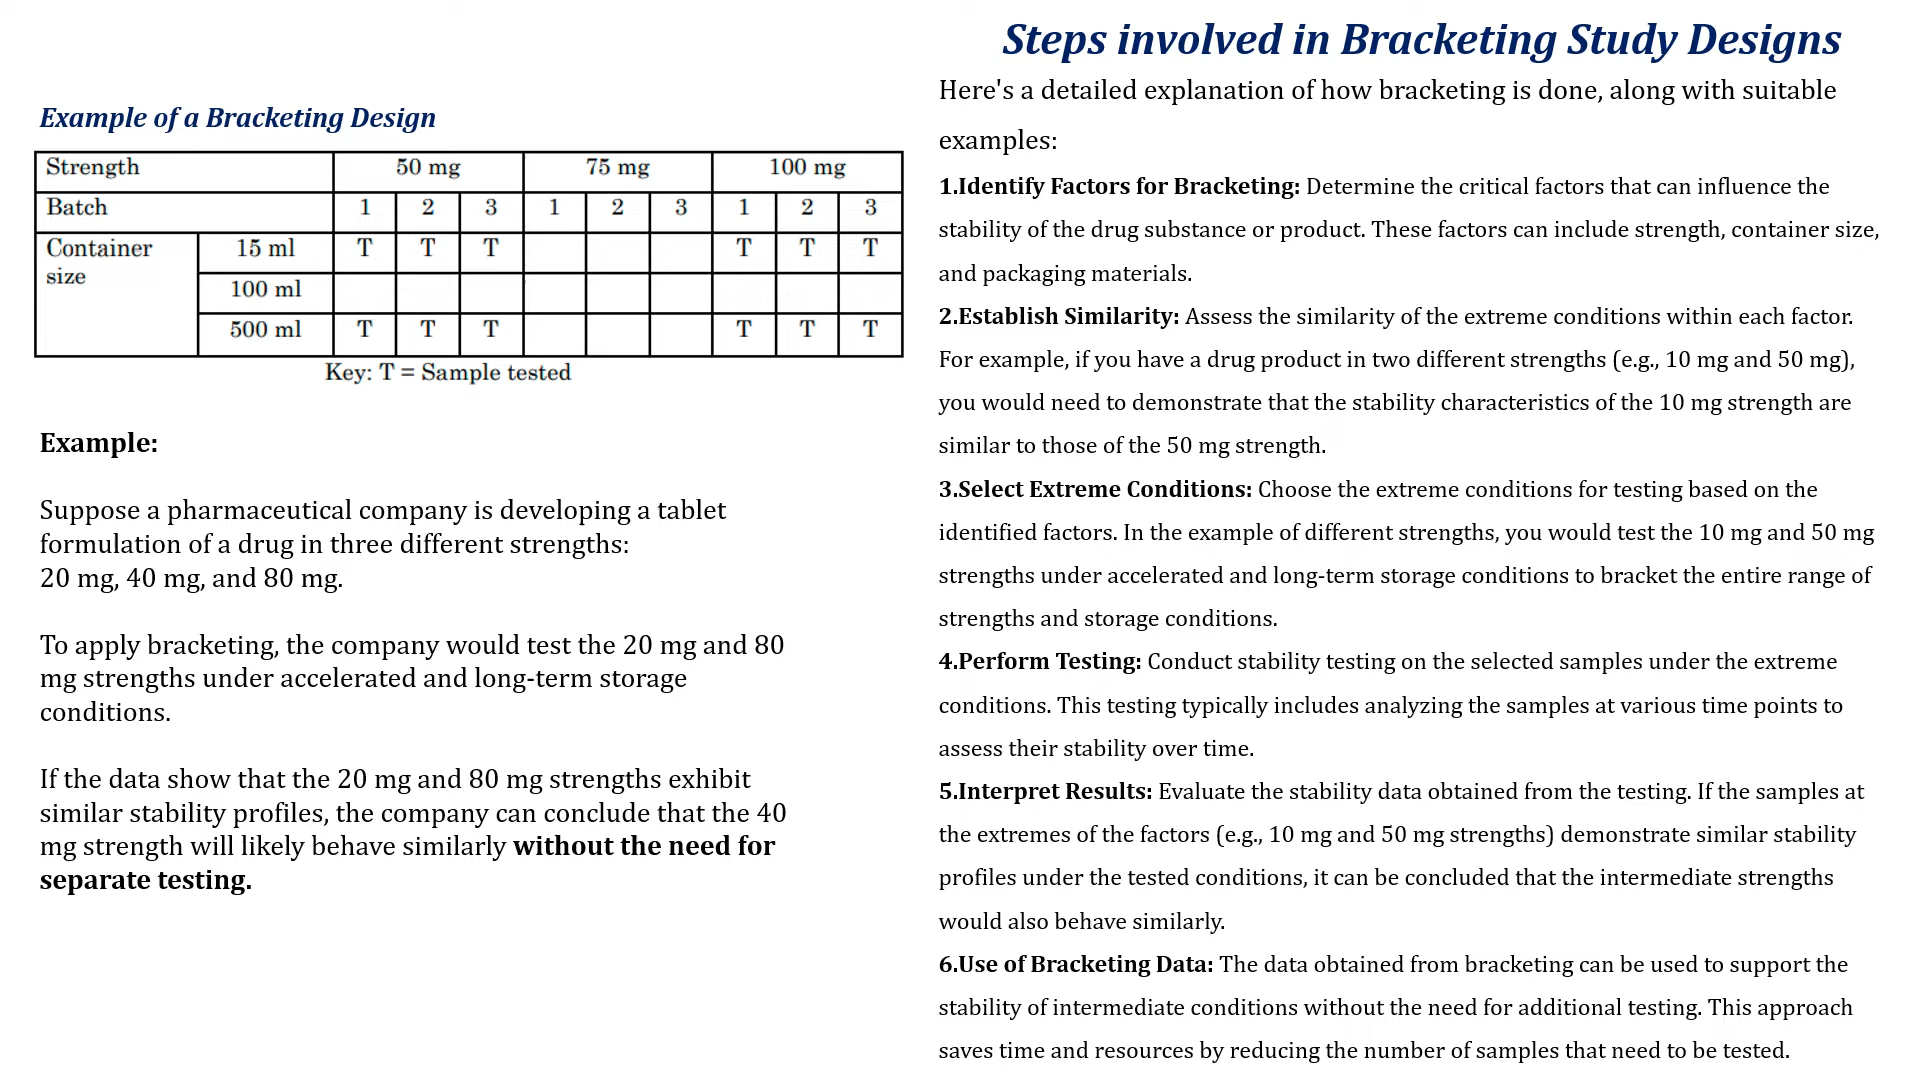 Example of a Bracketing Design
Strength 50 mg 75 mg 100 mg
Batch 1 2 3 1 2 3 1 2 3
Container size 15 ml T T T T T T
100 ml
500 ml T T T T T T
Key: T = Sample tested
Example:
Suppose a pharmaceutical company is developing a tablet
formulation of a drug in three different strengths:
20 mg, 40 mg, and 80 mg.
To apply bracketing, the company would test the 20 mg and 80
mg strengths under accelerated and long-term storage
conditions.
If the data show that the 20 mg and 80 mg strengths exhibit
similar stability profiles, the company can conclude that the 40
mg strength will likely behave similarly without the need for
separate testing.
Steps involved in Bracketing Study Designs
Here's a detailed explanation of how bracketing is done, along with suitable
examples:
1.Identify Factors for Bracketing: Determine the critical factors that can influence the
stability of the drug substance or product. These factors can include strength, container size,
and packaging materials.
2.Establish Similarity: Assess the similarity of the extreme conditions within each factor.
For example, if you have a drug product in two different strengths (e.g., 10 mg and 50 mg),
you would need to demonstrate that the stability characteristics of the 10 mg strength are
similar to those of the 50 mg strength.
3.Select Extreme Conditions: Choose the extreme conditions for testing based on the
identified factors. In the example of different strengths, you would test the 10 mg and 50 mg
strengths under accelerated and long-term storage conditions to bracket the entire range of
strengths and storage conditions.
4.Perform Testing: Conduct stability testing on the selected samples under the extreme
conditions. This testing typically includes analyzing the samples at various time points to
assess their stability over time.
5.Interpret Results: Evaluate the stability data obtained from the testing. If the samples at
the extremes of the factors (e.g., 10 mg and 50 mg strengths) demonstrate similar stability
profiles under the tested conditions, it can be concluded that the intermediate strengths
would also behave similarly.
6.Use of Bracketing Data: The data obtained from bracketing can be used to support the
stability of intermediate conditions without the need for additional testing. This approach
saves time and resources by reducing the number of samples that need to be tested.